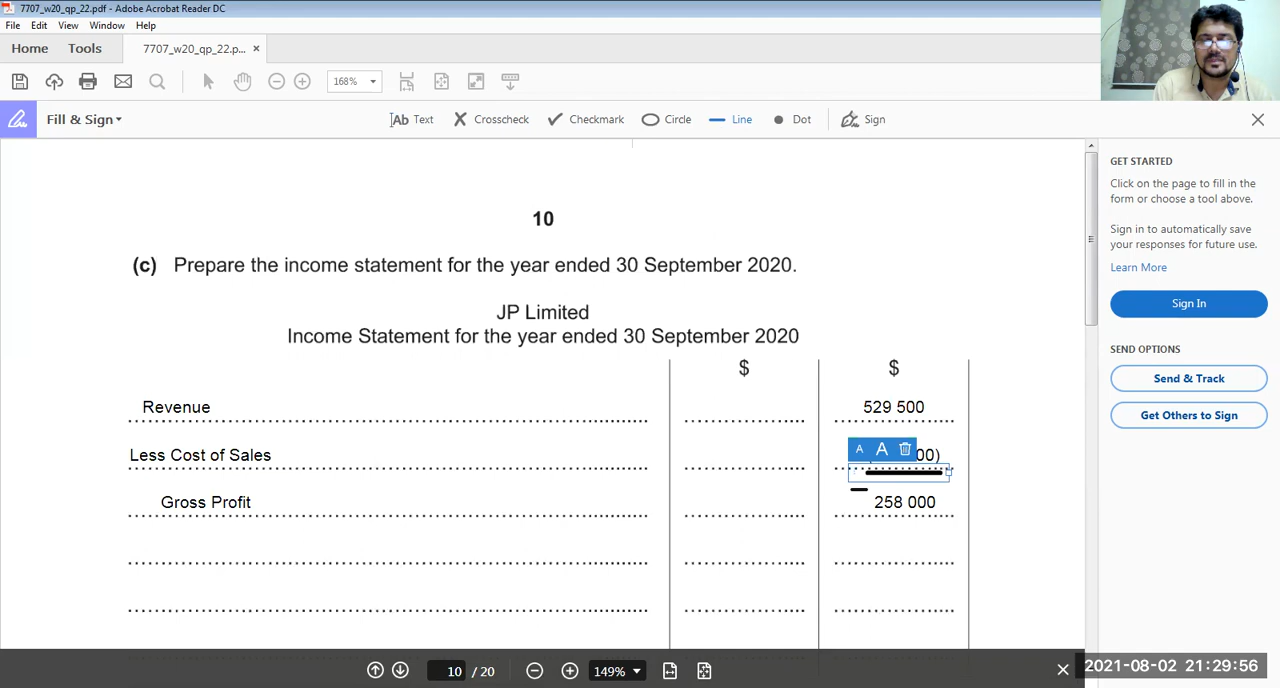 7707_w20_qp_22.pdf - Adobe Acrobat Reader DC
File Edit View Window Help
Home Tools 7707_w20_qp_22.p... ×
168%
Fill & Sign
Ab Text Crosscheck Checkmark Circle Line Dot Sign
GET STARTED
Click on the page to fill in the
form or choose a tool above.
Sign in to automatically save
your responses for future use.
Learn More
Sign In
SEND OPTIONS
Send & Track
Get Others to Sign
10
(c) Prepare the income statement for the year ended 30 September 2020.
JP Limited
Income Statement for the year ended 30 September 2020
$ $
Revenue 529 500
Less Cost of Sales 00)
A A
Gross Profit 258 000
10 / 20 149%
2021-08-02 21:29:56